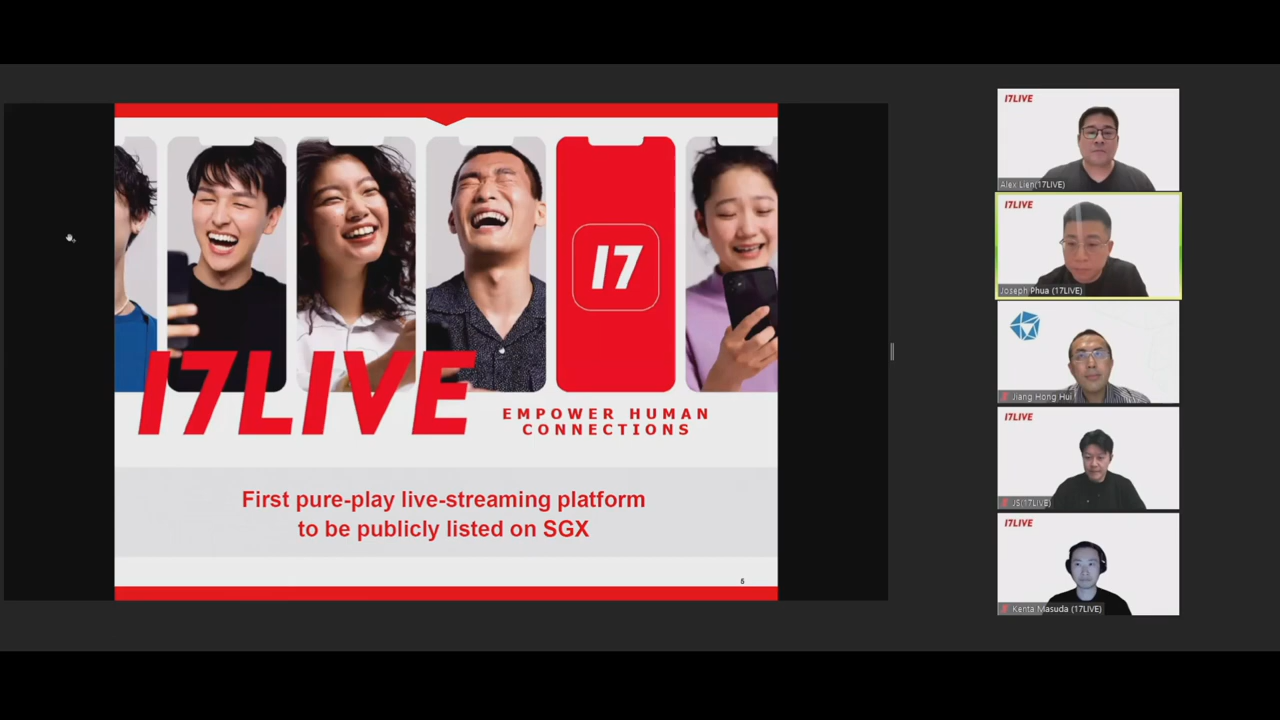 17
17LIVE
EMPOWER HUMAN
CONNECTIONS
First pure-play live-streaming platform
to be publicly listed on SGX
6
17LIVE
Alex Lien(17LIVE)
17LIVE
Joseph Phua (17LIVE)
Jiang Hong Hui
17LIVE
JS(17LIVE)
17LIVE
Kenta Masuda (17LIVE)